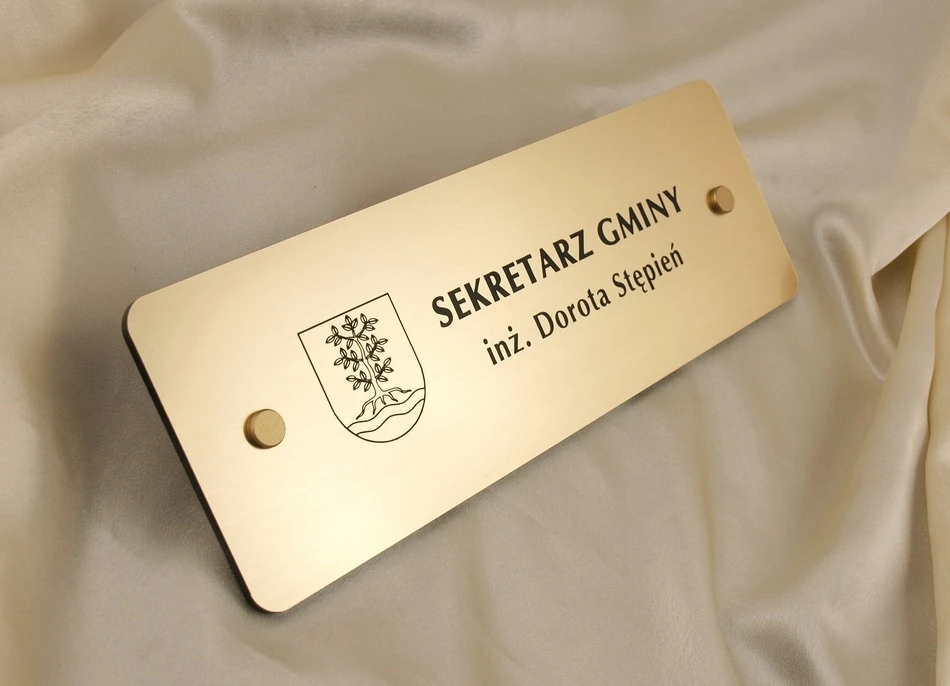 SEKRETARZ GMINY
inż. Dorota Stępień